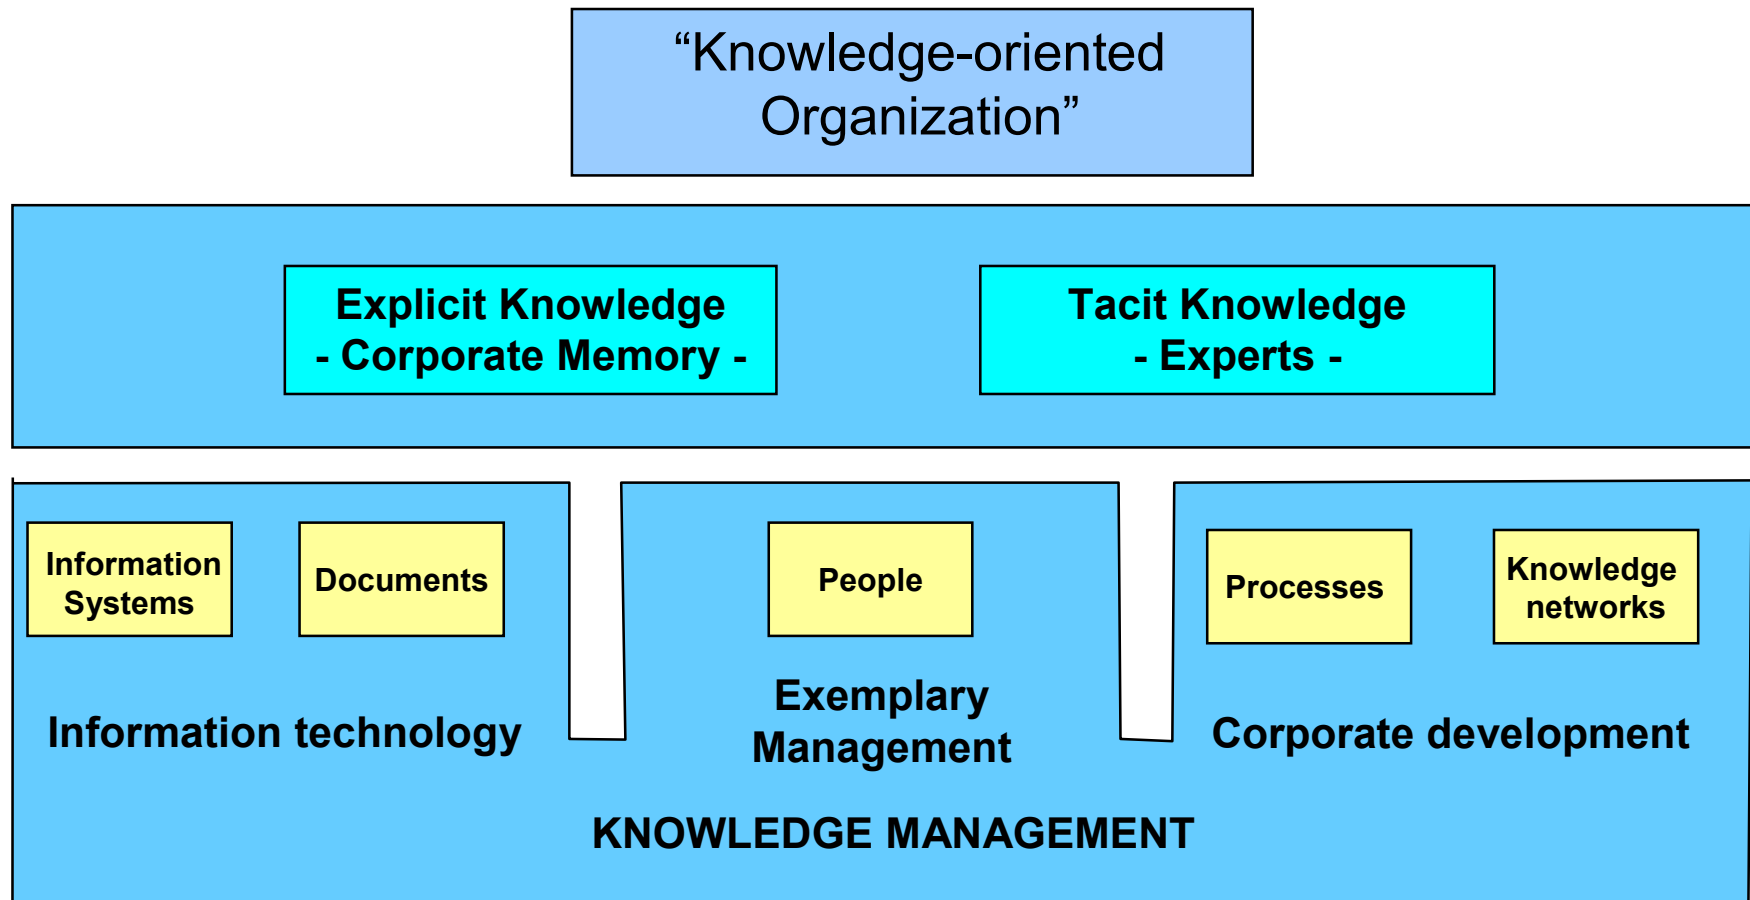 “Knowledge-oriented
Organization”
Explicit Knowledge
- Corporate Memory -
Tacit Knowledge
- Experts -
Information
Systems
Documents
People
Processes
Knowledge
networks
Information technology
Exemplary
Management
Corporate development
KNOWLEDGE MANAGEMENT